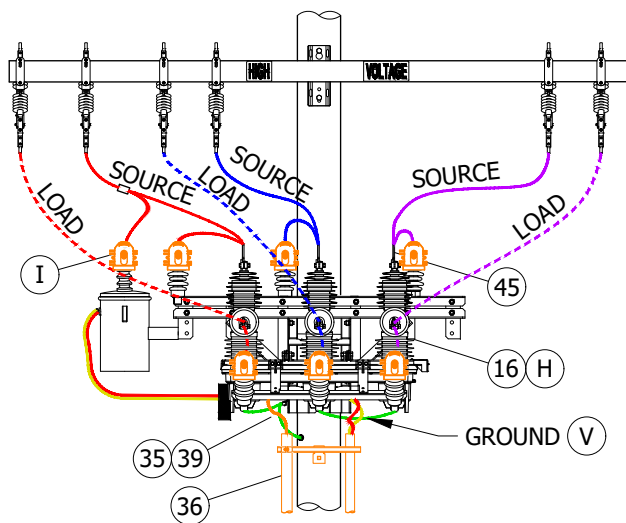 HIGH VOLTAGE
SOURCE
LOAD
SOURCE
LOAD
SOURCE
LOAD
I
45
16 H
35 39
GROUND V
36